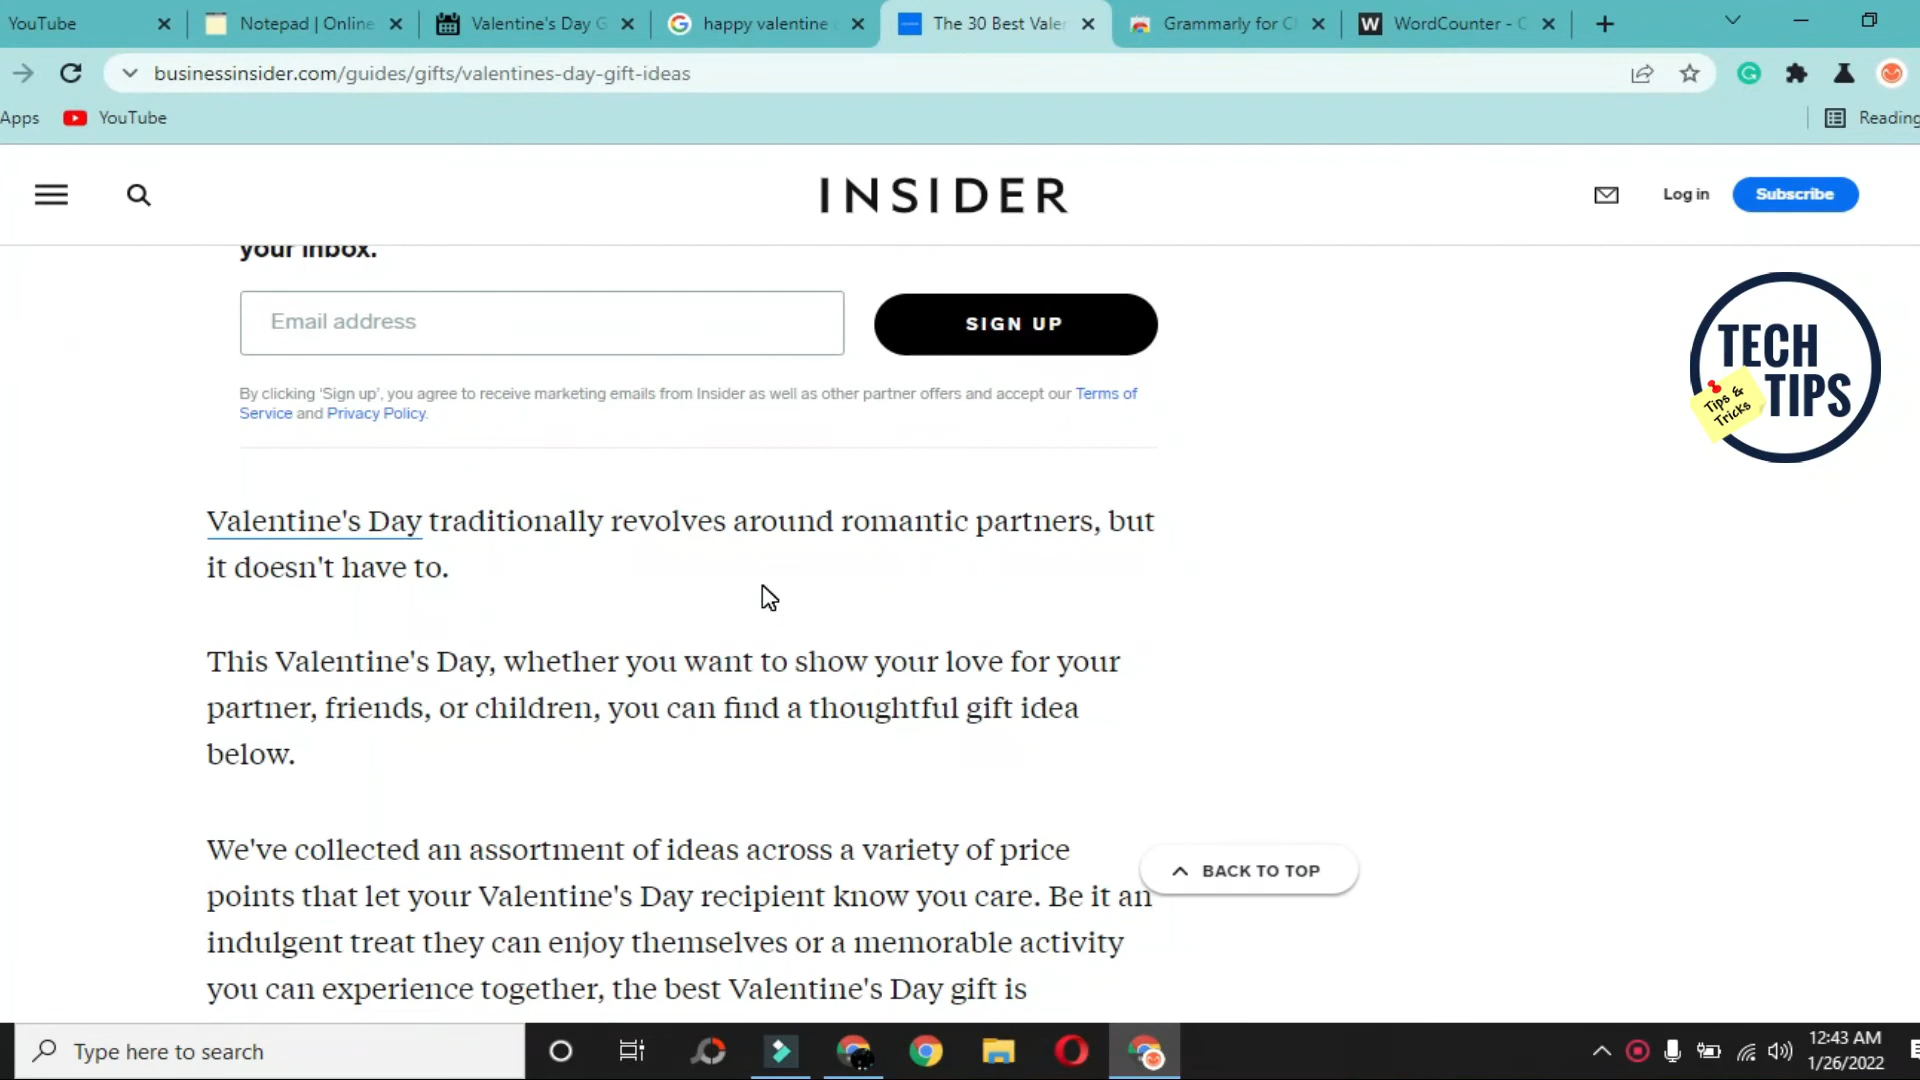 YouTube
Notepad | Online
Valentine's Day G
happy valentine
The 30 Best Vale
Grammarly for C
W
WordCounter - C
businessinsider.com/guides/gifts/valentines-day-gift-ideas
Apps
YouTube
Reading
INSIDER
Log in
Subscribe
your inbox.
Email address
SIGN UP
TECH
TIPS
Tips &
Tricks
By clicking 'Sign up', you agree to receive marketing emails from Insider as well as other partner offers and accept our Terms of
Service and Privacy Policy.
Valentine's Day traditionally revolves around romantic partners, but
it doesn't have to.
This Valentine's Day, whether you want to show your love for your
partner, friends, or children, you can find a thoughtful gift idea
below.
We've collected an assortment of ideas across a variety of price
points that let your Valentine's Day recipient know you care. Be it an
indulgent treat they can enjoy themselves or a memorable activity
you can experience together, the best Valentine's Day gift is
BACK TO TOP
Type here to search
12:43 AM
1/26/2022